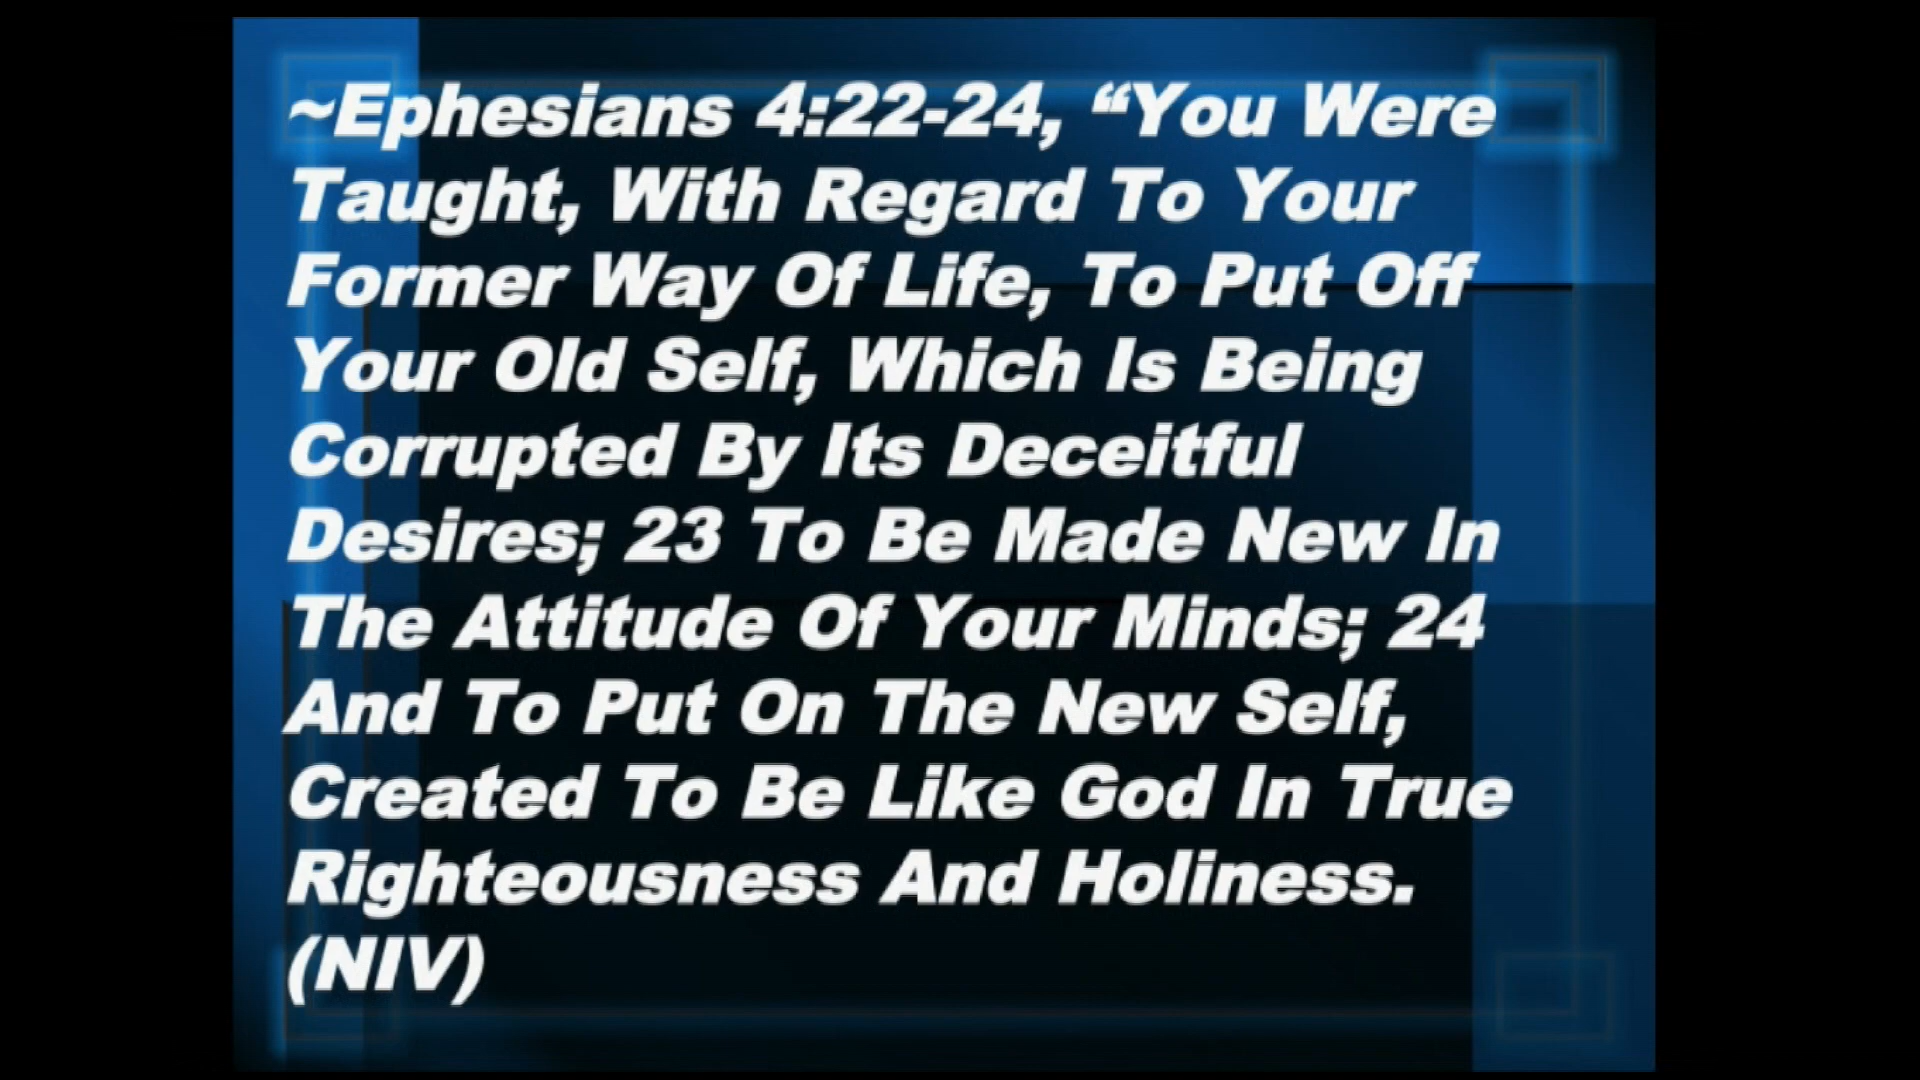 ~Ephesians 4:22-24, “You Were
Taught, With Regard To Your
Former Way Of Life, To Put Off
Your Old Self, Which Is Being
Corrupted By Its Deceitful
Desires; 23 To Be Made New In
The Attitude Of Your Minds; 24
And To Put On The New Self,
Created To Be Like God In True
Righteousness And Holiness.
(NIV)